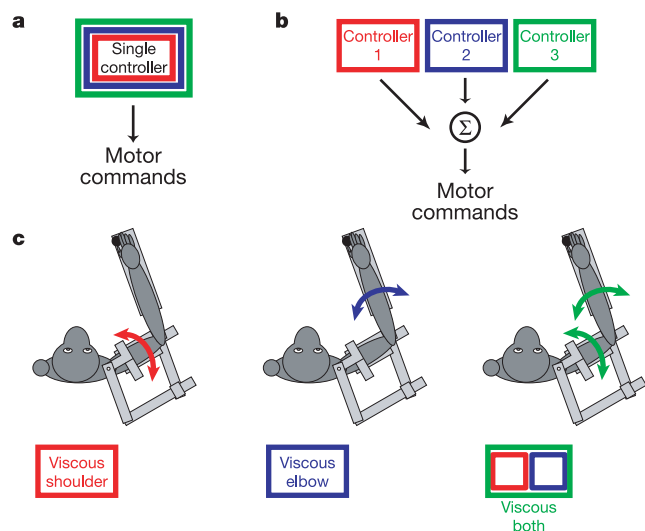 a
Single
controller
Motor
commands
b
Controller
1
Controller
2
Controller
3
Σ
Motor
commands
c
Viscous
shoulder
Viscous
elbow
Viscous
both